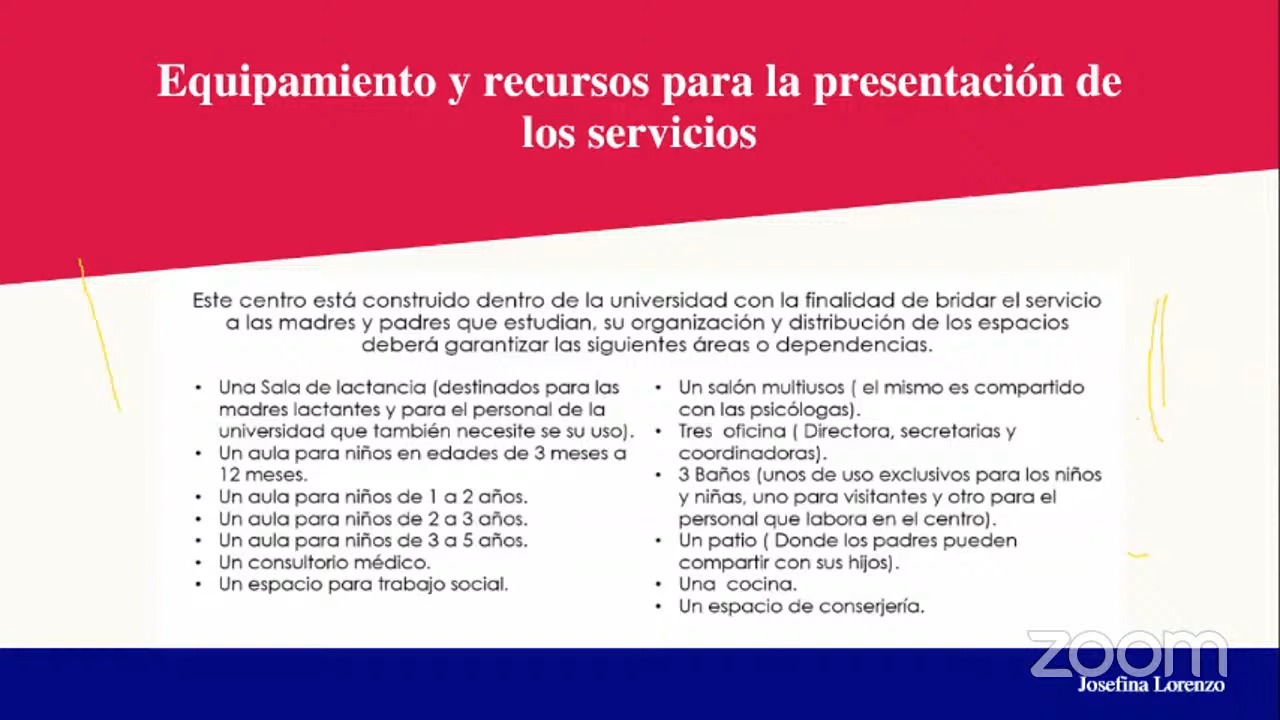 Equipamiento y recursos para la presentación de
los servicios
Este centro está construido dentro de la universidad con la finalidad de bridar el servicio
a las madres y padres que estudian, su organización y distribución de los espacios
deberá garantizar las siguientes áreas o dependencias.
• Una Sala de lactancia (destinados para las
madres lactantes y para el personal de la
universidad que también necesite se su uso).
• Un aula para niños en edades de 3 meses a
12 meses.
• Un aula para niños de 1 a 2 años.
• Un aula para niños de 2 a 3 años.
• Un aula para niños de 3 a 5 años.
• Un consultorio médico.
• Un espacio para trabajo social.
• Un salón multiusos ( el mismo es compartido
con las psicólogas).
• Tres oficina ( Directora, secretarias y
coordinadoras).
• 3 Baños (unos de uso exclusivos para los niños
y niñas, uno para visitantes y otro para el
personal que labora en el centro).
• Un patio ( Donde los padres pueden
compartir con sus hijos).
• Una cocina.
• Un espacio de conserjería.
zoom
Josefina Lorenzo